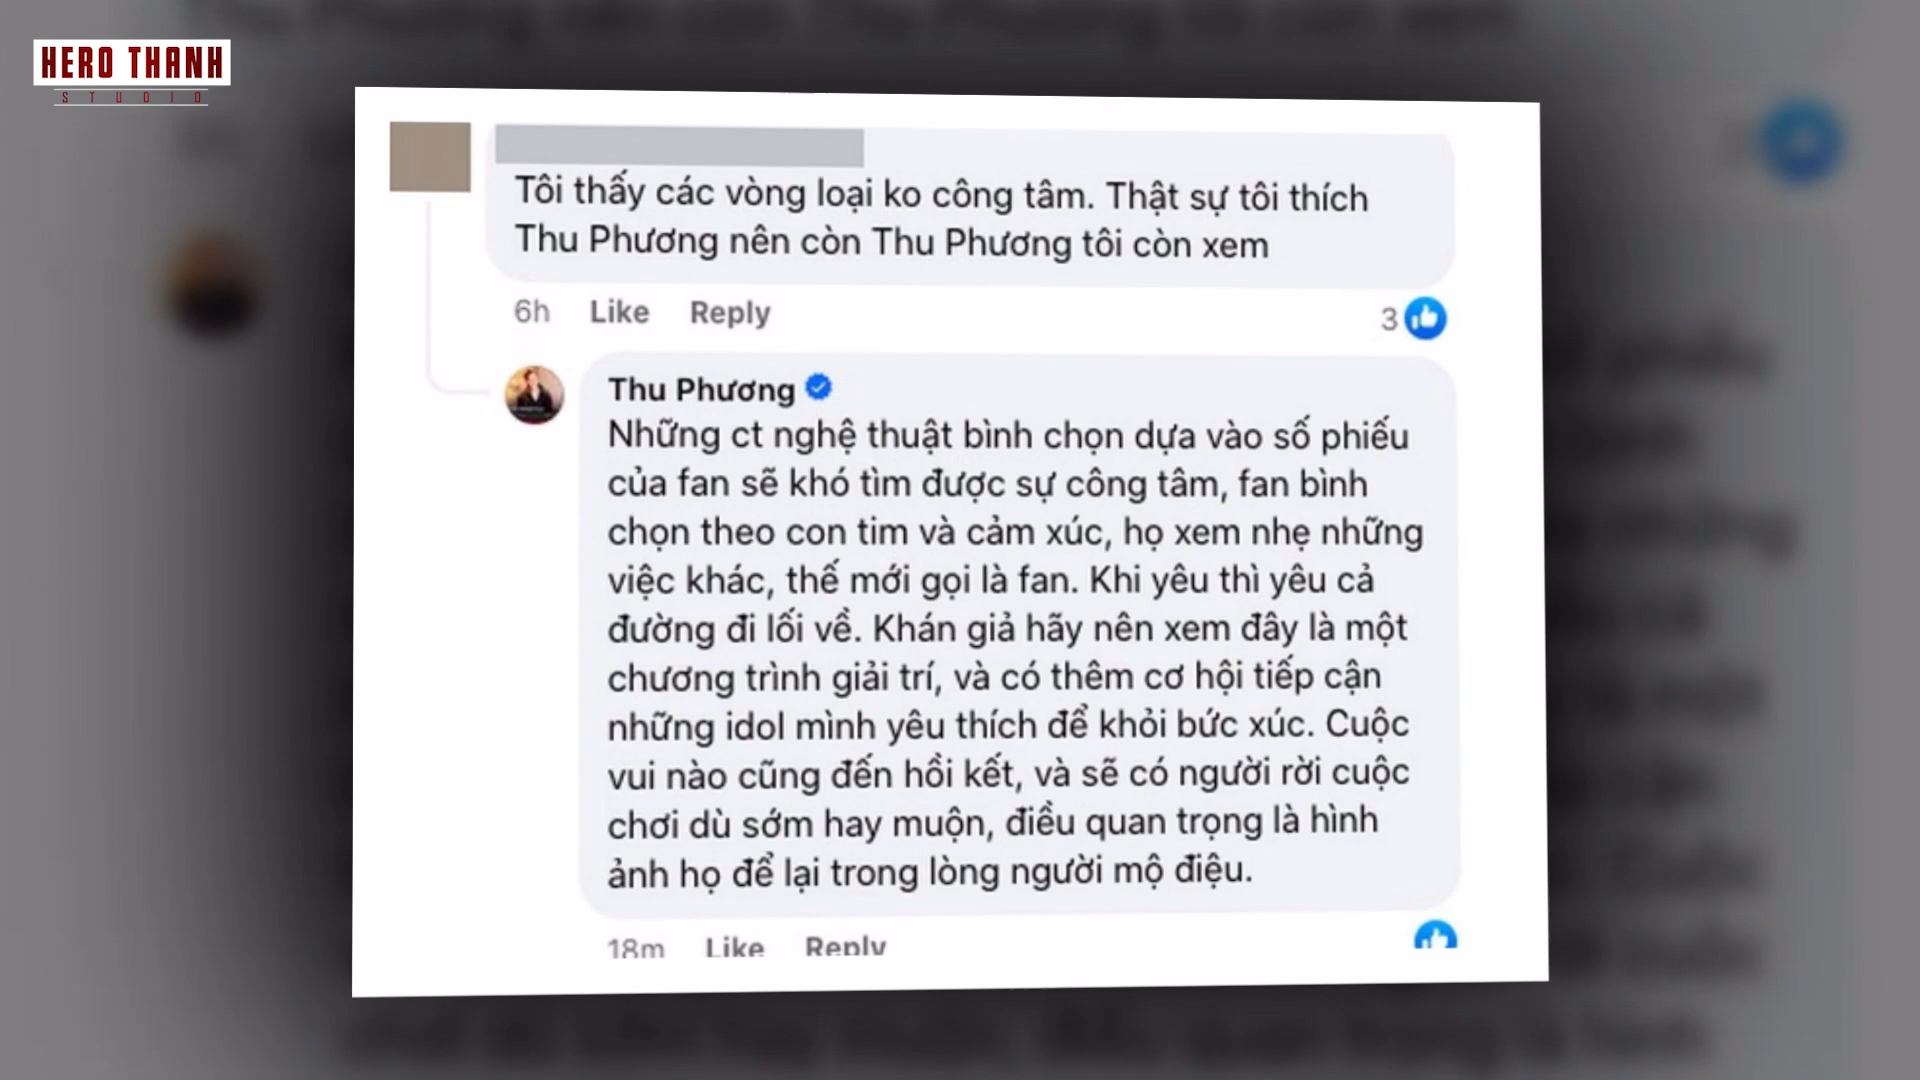 HERO THANH
STUDIO
Tôi thấy các vòng loại ko công tâm. Thật sự tôi thích
Thu Phương nên còn Thu Phương tôi còn xem
6h Like Reply 3
Thu Phương
Những ct nghệ thuật bình chọn dựa vào số phiếu
của fan sẽ khó tìm được sự công tâm, fan bình
chọn theo con tim và cảm xúc, họ xem nhẹ những
việc khác, thế mới gọi là fan. Khi yêu thì yêu cả
đường đi lối về. Khán giả hãy nên xem đây là một
chương trình giải trí, và có thêm cơ hội tiếp cận
những idol mình yêu thích để khỏi bức xúc. Cuộc
vui nào cũng đến hồi kết, và sẽ có người rời cuộc
chơi dù sớm hay muộn, điều quan trọng là hình
ảnh họ để lại trong lòng người mộ điệu.
18m Like Reply